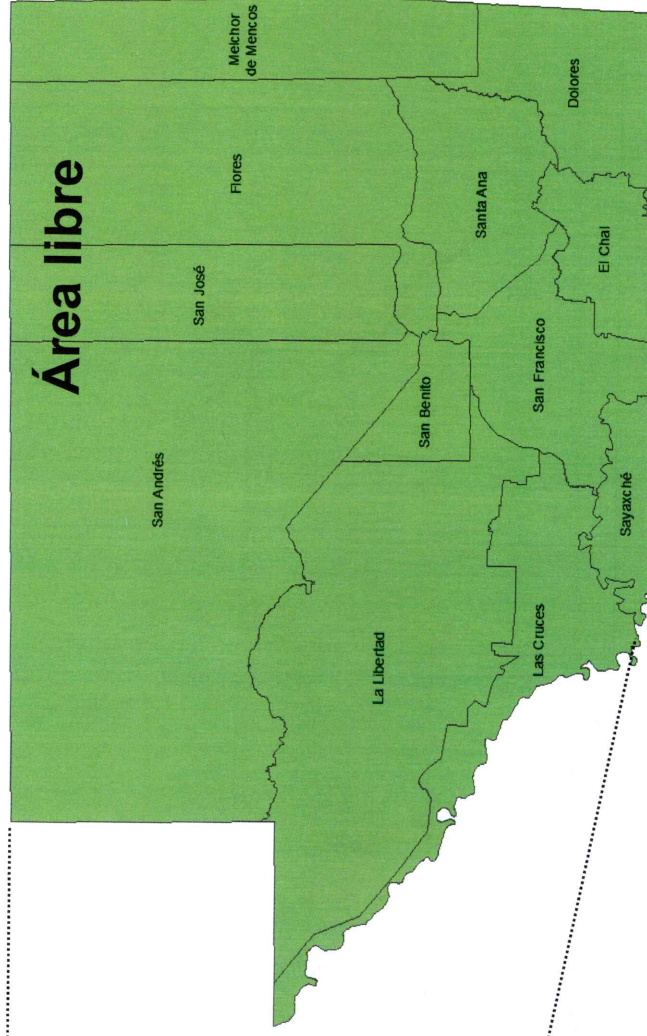 Área libre
Melchor
de Mencos
Flores
San José
San Andrés
Dolores
Santa Ana
El Chal
San Francisco
San Benito
Sayaxché
La Libertad
Las Cruces